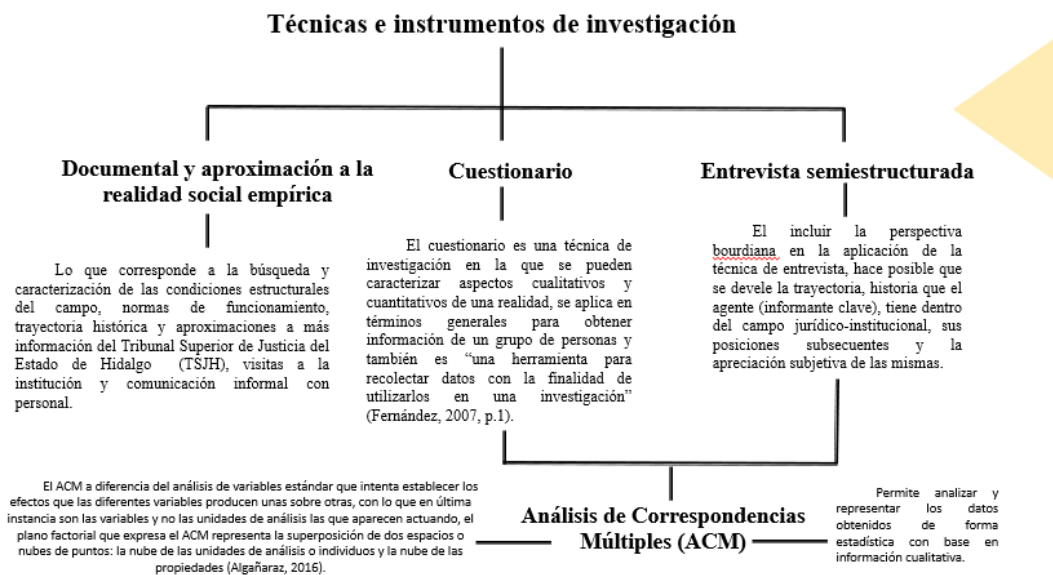 Técnicas e instrumentos de investigación
Documental y aproximación a la
realidad social empírica
Lo que corresponde a la búsqueda y
caracterización de las condiciones estructurales
del campo, normas de funcionamiento,
trayectoria histórica y aproximaciones a más
información del Tribunal Superior de Justicia del
Estado de Hidalgo (TSJH), visitas a la
institución y comunicación informal con
personal.
Cuestionario
El cuestionario es una técnica de
investigación en la que se pueden
caracterizar aspectos cualitativos y
cuantitativos de una realidad, se aplica en
términos generales para obtener
información de un grupo de personas y
también es “una herramienta para
recolectar datos con la finalidad de
utilizarlos en una investigación”
(Fernández, 2007, p.1).
Entrevista semiestructurada
El incluir la perspectiva
bourdiana en la aplicación de la
técnica de entrevista, hace posible que
se devele la trayectoria, historia que el
agente (informante clave), tiene dentro
del campo jurídico-institucional, sus
posiciones subsecuentes y la
apreciación subjetiva de las mismas.
El ACM a diferencia del análisis de variables estándar que intenta establecer los
efectos que las diferentes variables producen unas sobre otras, con lo que en última
instancia son las variables y no las unidades de análisis las que aparecen actuando, el
plano factorial que expresa el ACM representa la superposición de dos espacios o
nubes de puntos: la nube de las unidades de análisis o individuos y la nube de las
propiedades (Algañaraz, 2016).
Análisis de Correspondencias
Múltiples (ACM)
Permite analizar y
representar los datos
obtenidos de forma
estadística con base en
información cualitativa.